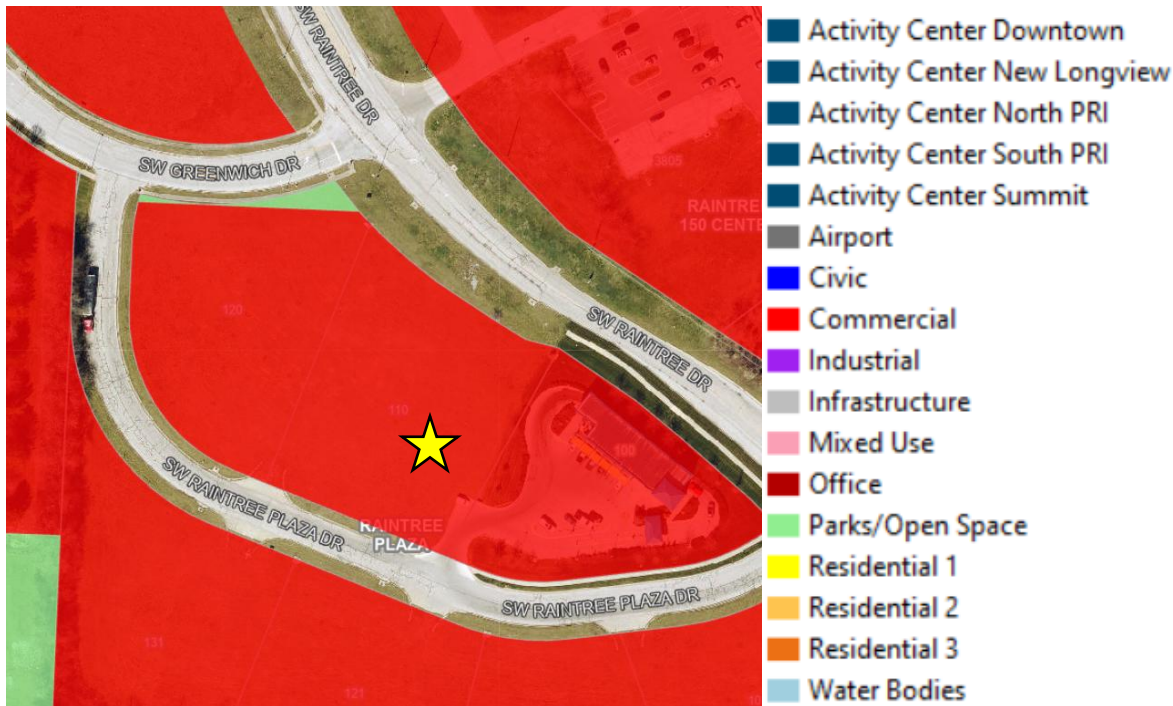 SW RAINTREE DR
SW GREENWICH DR
3805
RAINTRE
150 CENTE
120
SW RAINTREE DR
110
100
SW RAINTREE PLAZA DR
RAINTREE
PLAZA
SW RAINTREE PLAZA DR
131
121
10
Activity Center Downtown
Activity Center New Longview
Activity Center North PRI
Activity Center South PRI
Activity Center Summit
Airport
Civic
Commercial
Industrial
Infrastructure
Mixed Use
Office
Parks/Open Space
Residential 1
Residential 2
Residential 3
Water Bodies